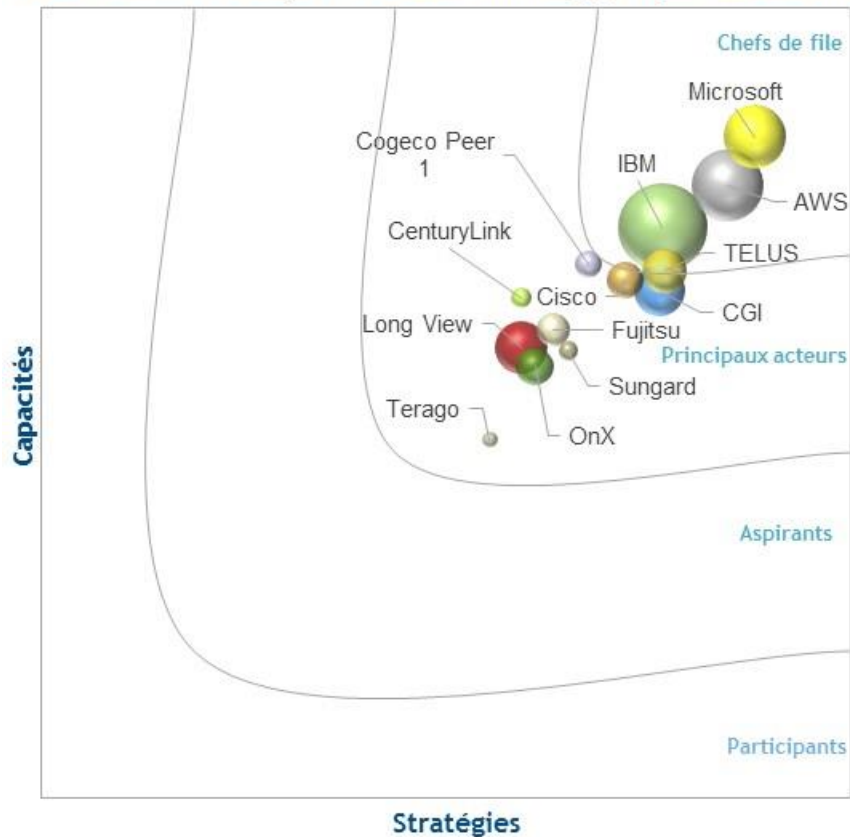 Chefs de file
Microsoft
Cogeco Peer
1
IBM
AWS
CenturyLink
TELUS
Cisco
CGI
Long View
Fujitsu
Principaux acteurs
Sungard
Terago
OnX
Capacités
Aspirants
Participants
Stratégies